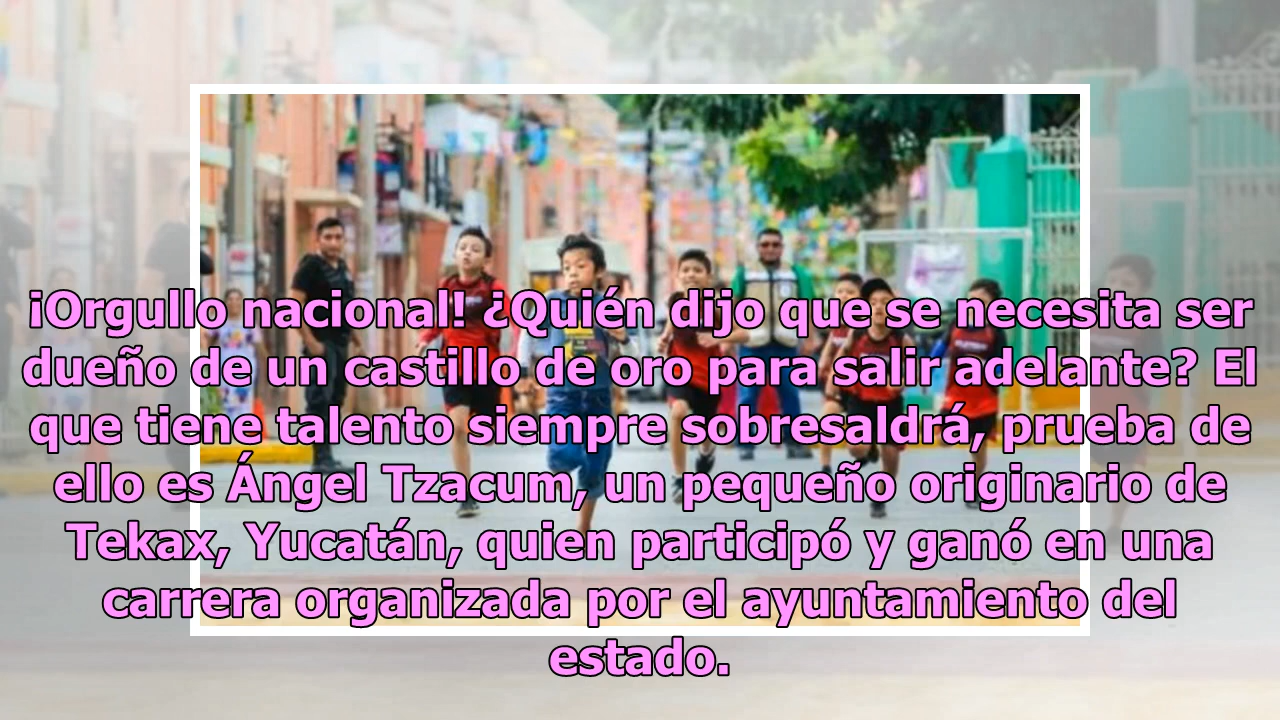 ¡Orgullo nacional! ¿Quién dijo que se necesita ser
dueño de un castillo de oro para salir adelante? El
que tiene talento siempre sobresaldrá, prueba de
ello es Ángel Tzacum, un pequeño originario de
Tekax, Yucatán, quien participó y ganó en una
carrera organizada por el ayuntamiento del
estado.